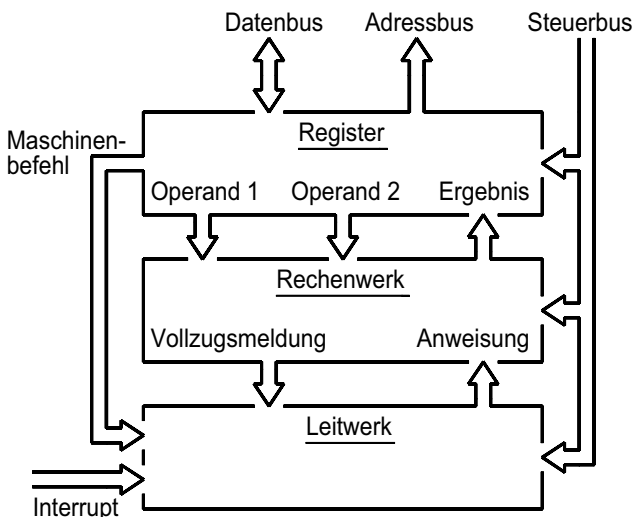 Datenbus Adressbus Steuerbus
Register
Maschinen-
befehl
Operand 1 Operand 2 Ergebnis
Rechenwerk
Vollzugsmeldung Anweisung
Leitwerk
Interrupt